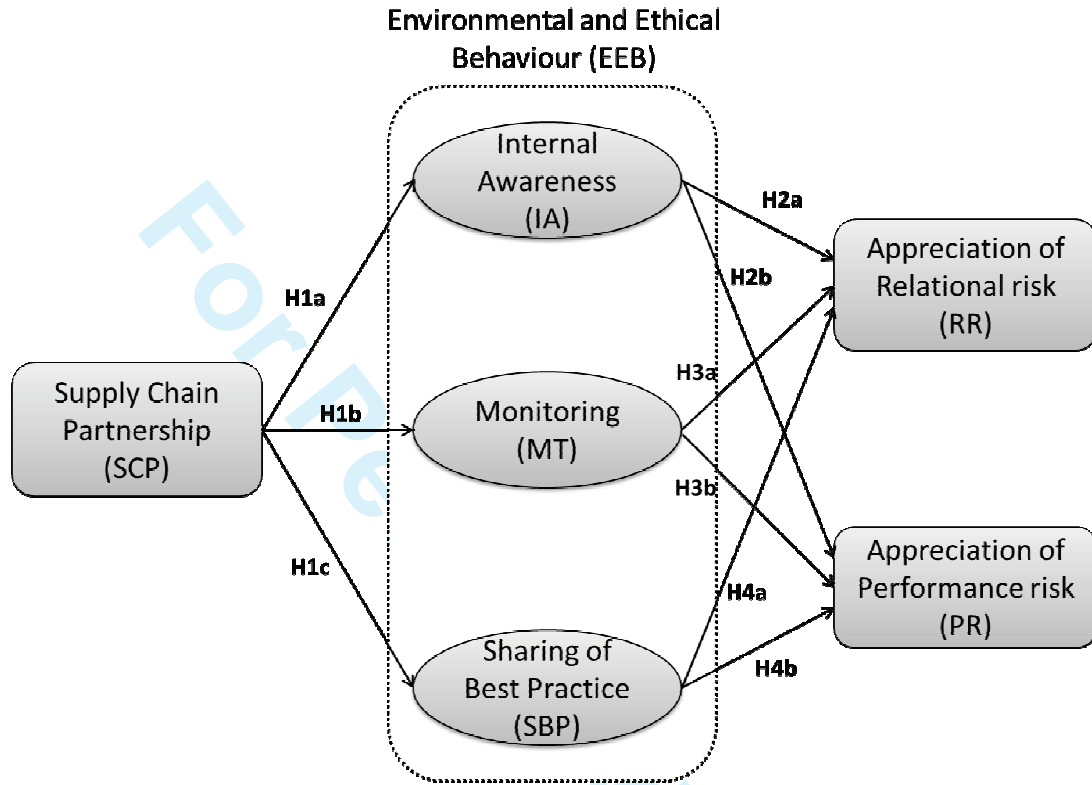 Environmental and Ethical
Behaviour (EEB)
Internal
Awareness
(IA)
H2a
Appreciation of
Relational risk
(RR)
H2b
H1a
For Pe
H3a
Supply Chain
Partnership
(SCP)
H1b
Monitoring
(MT)
H3b
H1c
Appreciation of
Performance risk
(PR)
H4a
Sharing of
Best Practice
(SBP)
H4b